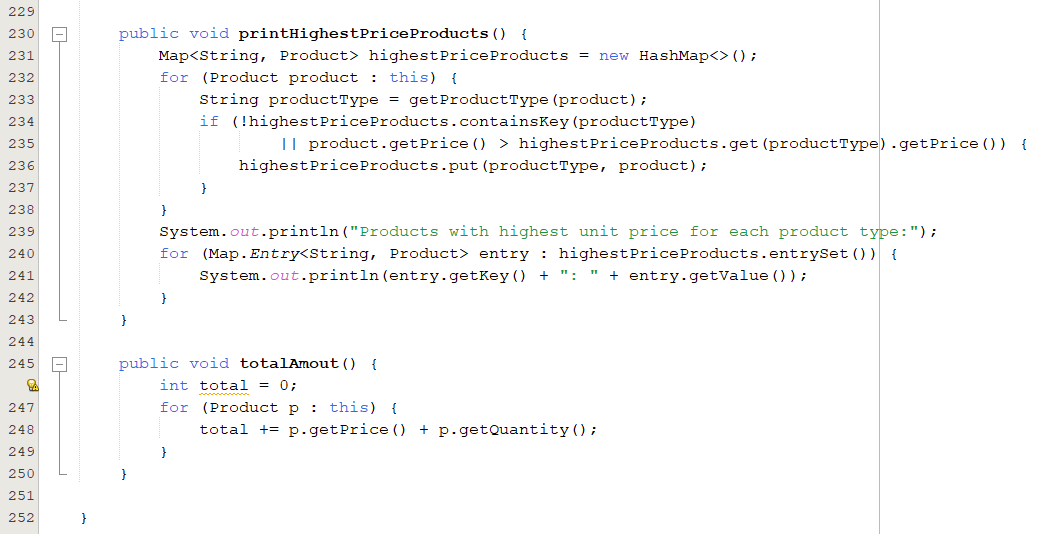 229
230 public void printHighestPriceProducts() {
231 Map<String, Product> highestPriceProducts = new HashMap<>();
232 for (Product product : this) {
233 String productType = getProductType(product);
234 if (!highestPriceProducts.containsKey(productType)
235 || product.getPrice() > highestPriceProducts.get(productType).getPrice()) {
236 highestPriceProducts.put(productType, product);
237 }
238 }
239 System.out.println("Products with highest unit price for each product type:");
240 for (Map.Entry<String, Product> entry : highestPriceProducts.entrySet()) {
241 System.out.println(entry.getKey() + ": " + entry.getValue());
242 }
243 }
244
245 public void totalAmout() {
int total = 0;
247 for (Product p : this) {
248 total += p.getPrice() + p.getQuantity();
249 }
250 }
251
252 }